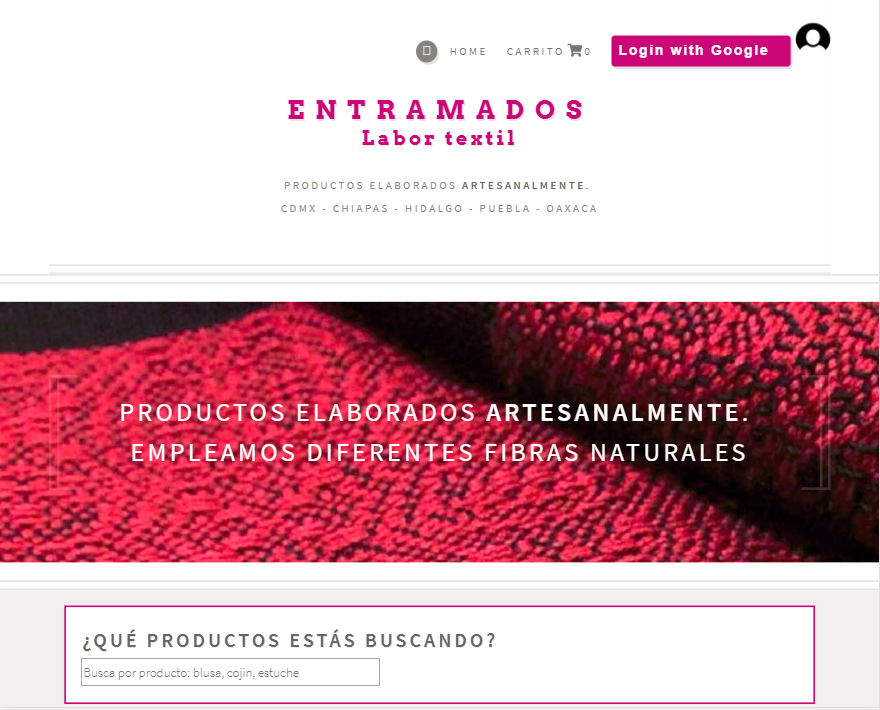 HOME CARRITO 0 Login with Google
ENTRAMADOS
Labor textil
PRODUCTOS ELABORADOS ARTESANALMENTE.
CDMX - CHIAPAS - HIDALGO - PUEBLA - OAXACA
PRODUCTOS ELABORADOS ARTESANALMENTE.
EMPLEAMOS DIFERENTES FIBRAS NATURALES
¿QUÉ PRODUCTOS ESTÁS BUSCANDO?
Busca por producto: blusa, cojin, estuche